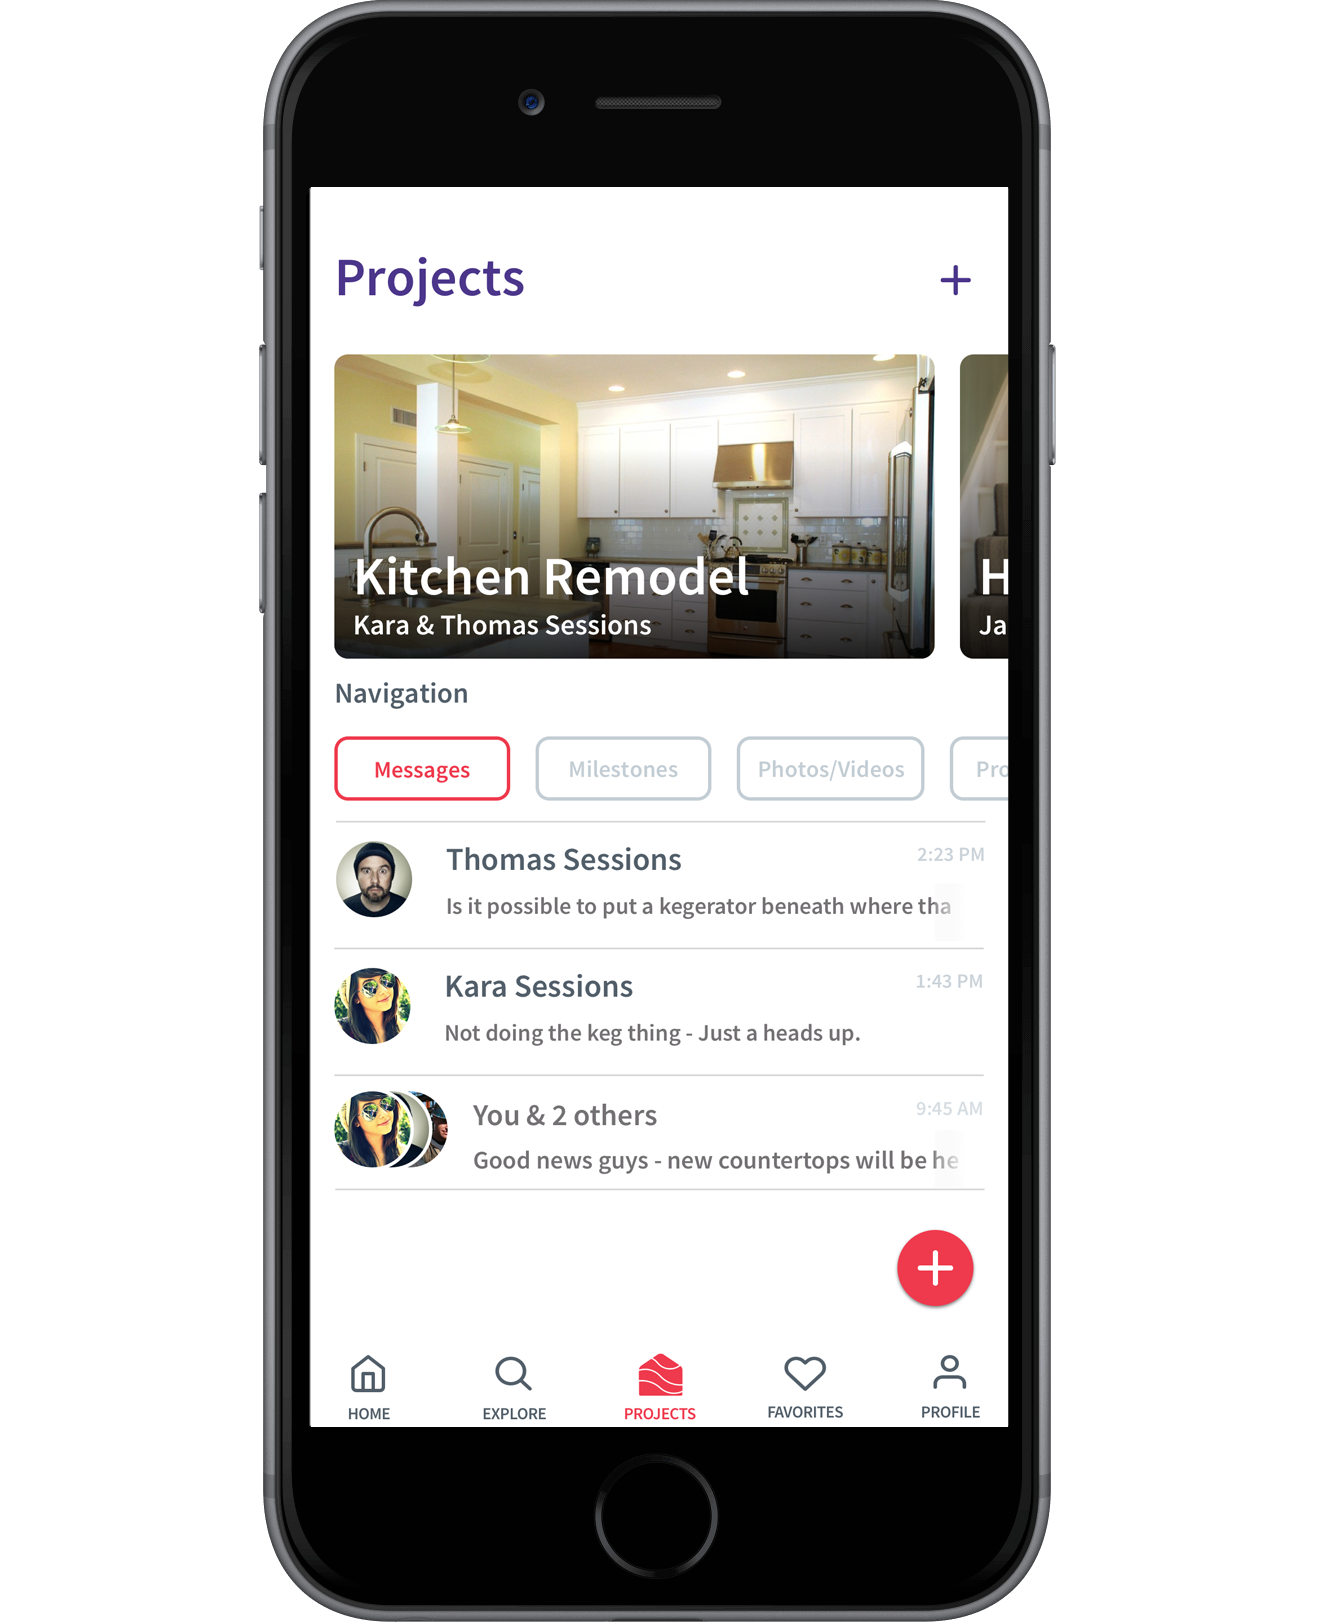 Projects
Kitchen Remodel
Kara & Thomas Sessions
H
Ja
Navigation
Messages
Milestones
Photos/Videos
Pro
Thomas Sessions
2:23 PM
Is it possible to put a kegerator beneath where tha
Kara Sessions
1:43 PM
Not doing the keg thing - Just a heads up.
You & 2 others
9:45 AM
Good news guys - new countertops will be he
HOME
EXPLORE
PROJECTS
FAVORITES
PROFILE